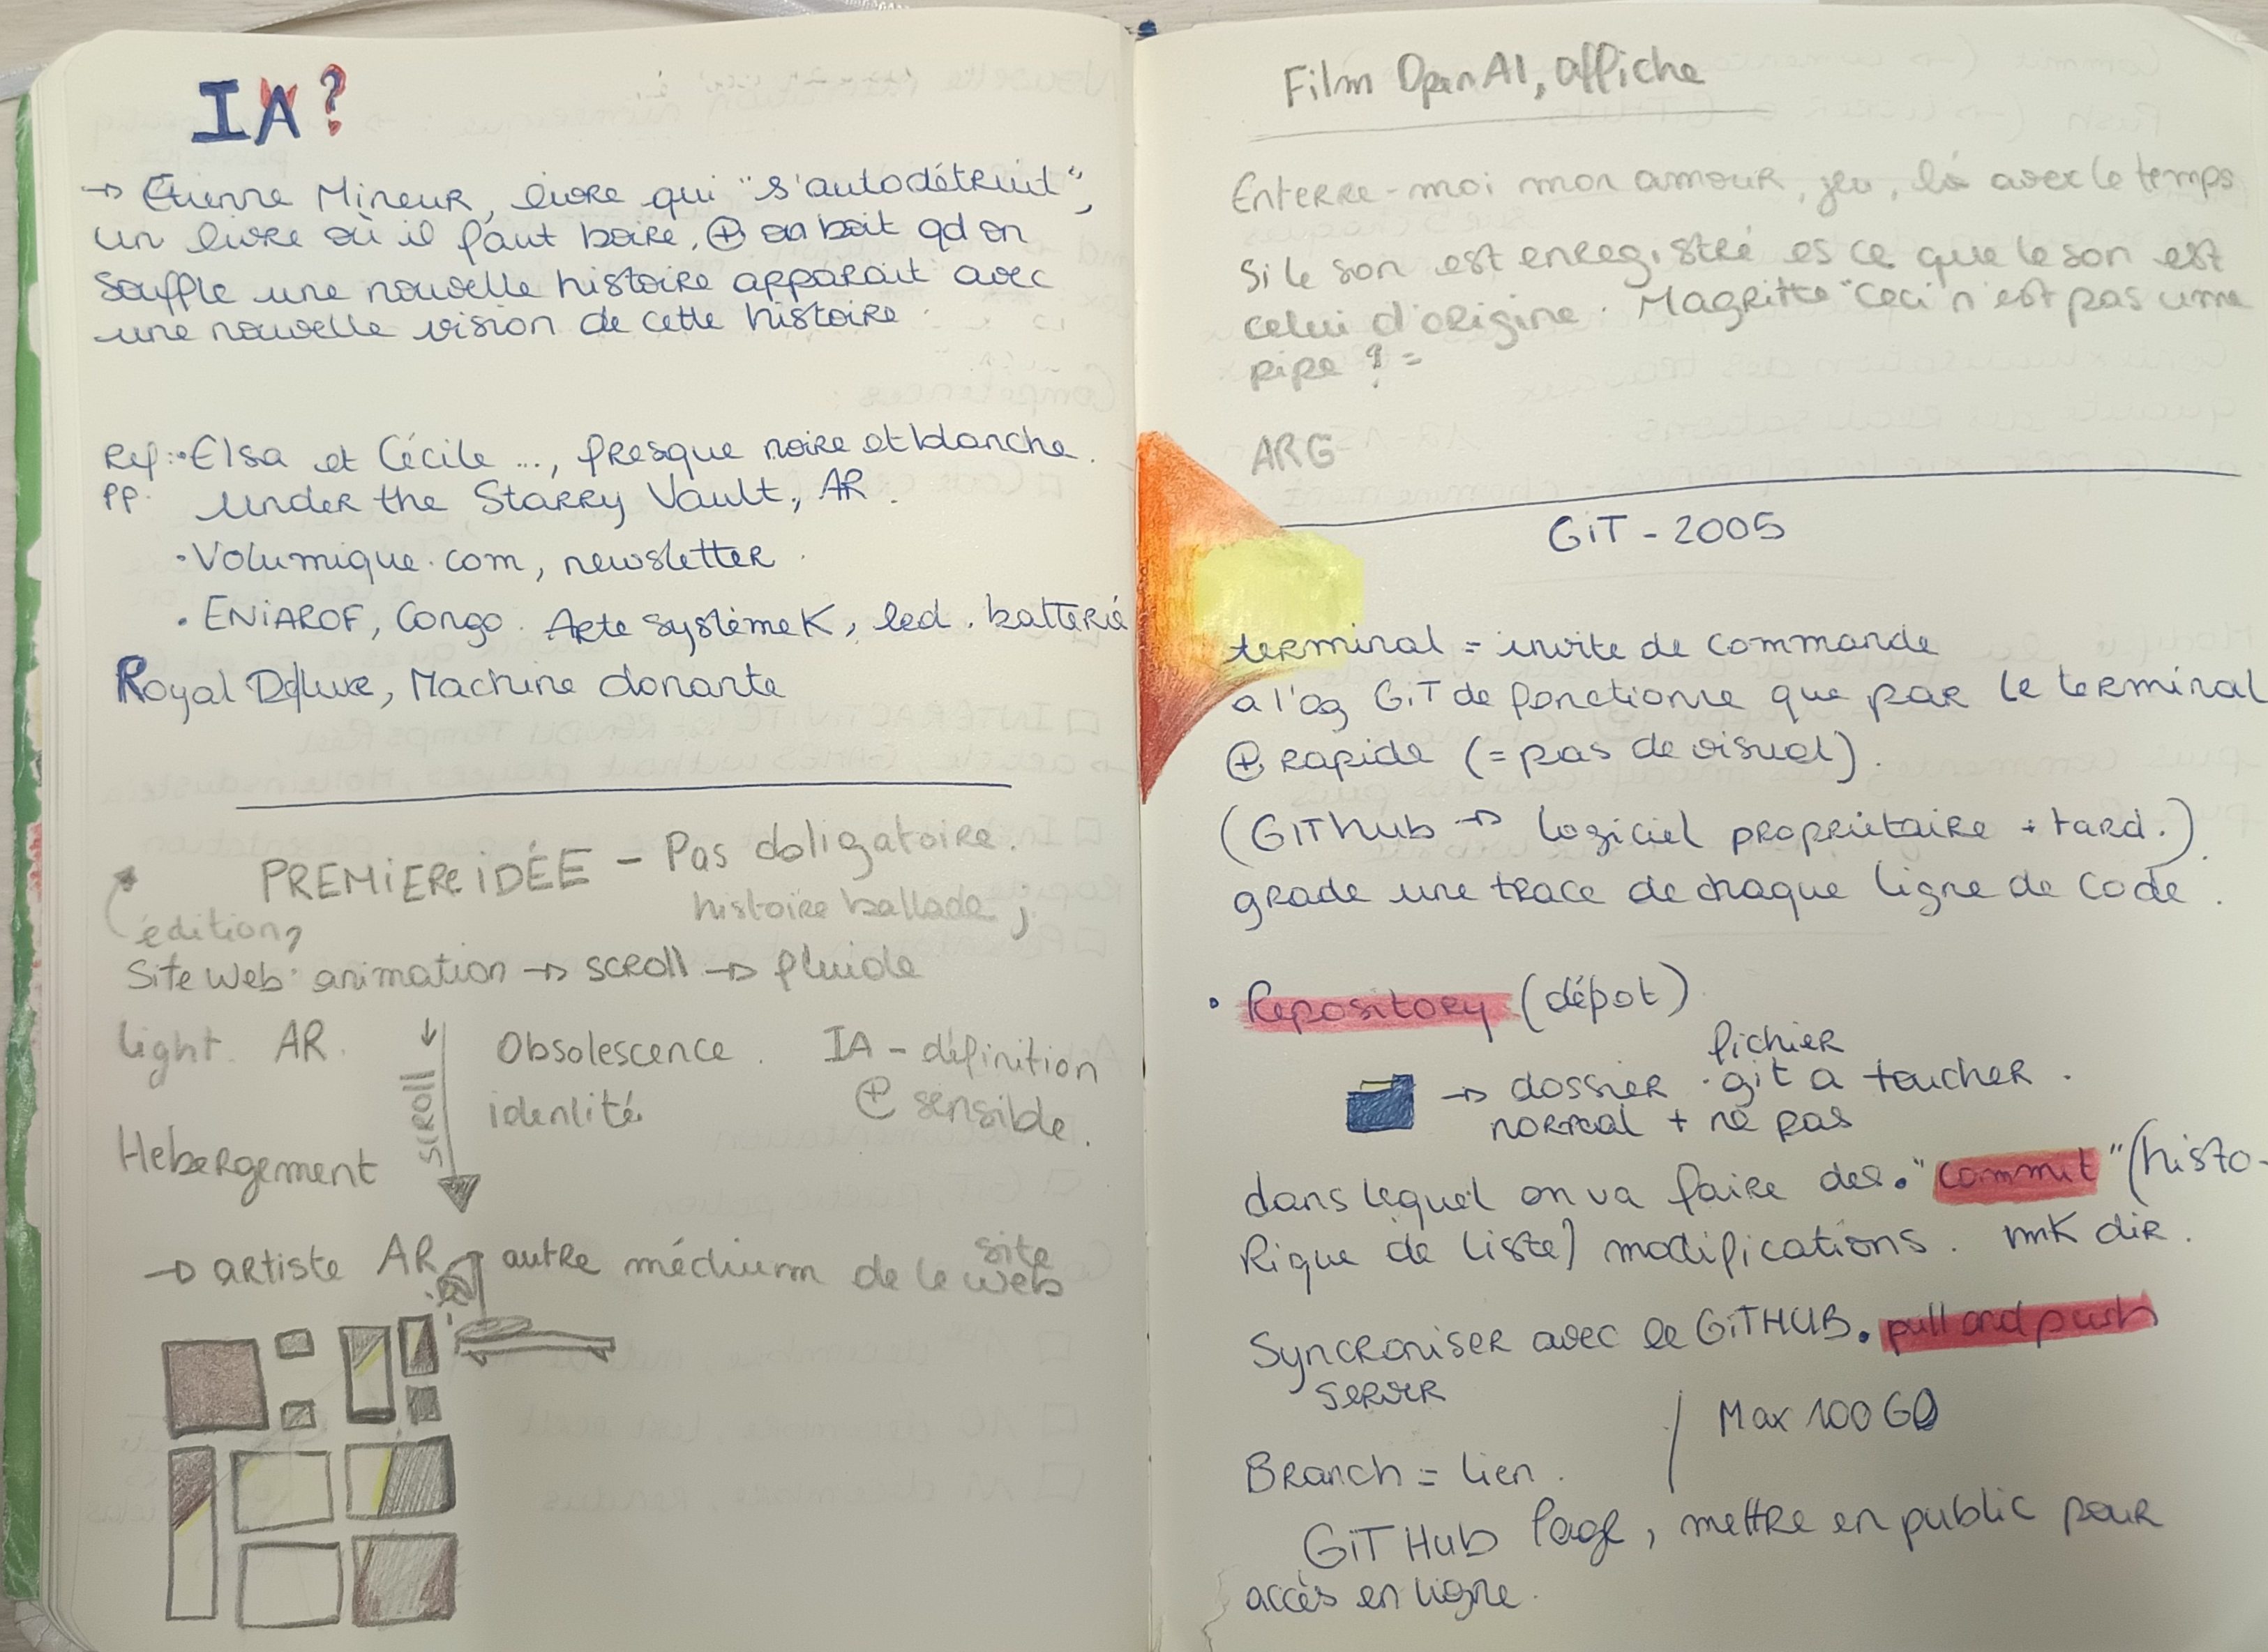 IA?
→ Étienne Mineur, livre qui "s'autodétruit",
un livre où il faut boire, ⊕ on boit qd on
souffle une nouvelle histoire apparait avec
une nouvelle vision de cette histoire.
Ref: • Elsa et Cécile ..., presque noire et blanche.
PP. Under the Starry Vault, AR.
• Volumique.com, newsletter.
• ENiAROF, Congo. Arte système K, led. batterie
Royal Deluxe, Machine donante
PREMIERE IDÉE - Pas doligatoire.
histoire ballade;
édition,
Site Web: animation → scroll → fluide
light. AR.
SCROLL
Obsolescence. IA - définition
identité ⊕ sensible.
Hebergement
→ artiste AR autre médium de le site web
Film OpenAI, affiche
Enterre-moi mon amour, jeu, là avec le temps
Si le son est enregistré es ce que le son est
celui d'origine. Magritte "ceci n'est pas une
pipe ? =
ARG
GiT - 2005
terminal = invite de commande
a l'og GiT de fonctionne que par le terminal
⊕ rapide (= pas de visuel).
(GiThub → logiciel propriétaire + tard.).
grade une trace de chaque ligne de code.
• Repository (dépot)
fichier
→ dossier .git a toucher.
normal + ne pas
dans lequel on va faire des • "commit" (histo-
rique de liste) modifications. mk dir.
Syncroniser avec le GiTHUB. • pull and push
server
Max 100 GO
Branch = lien.
GiTHub Page, mettre en public pour
accès en ligne.